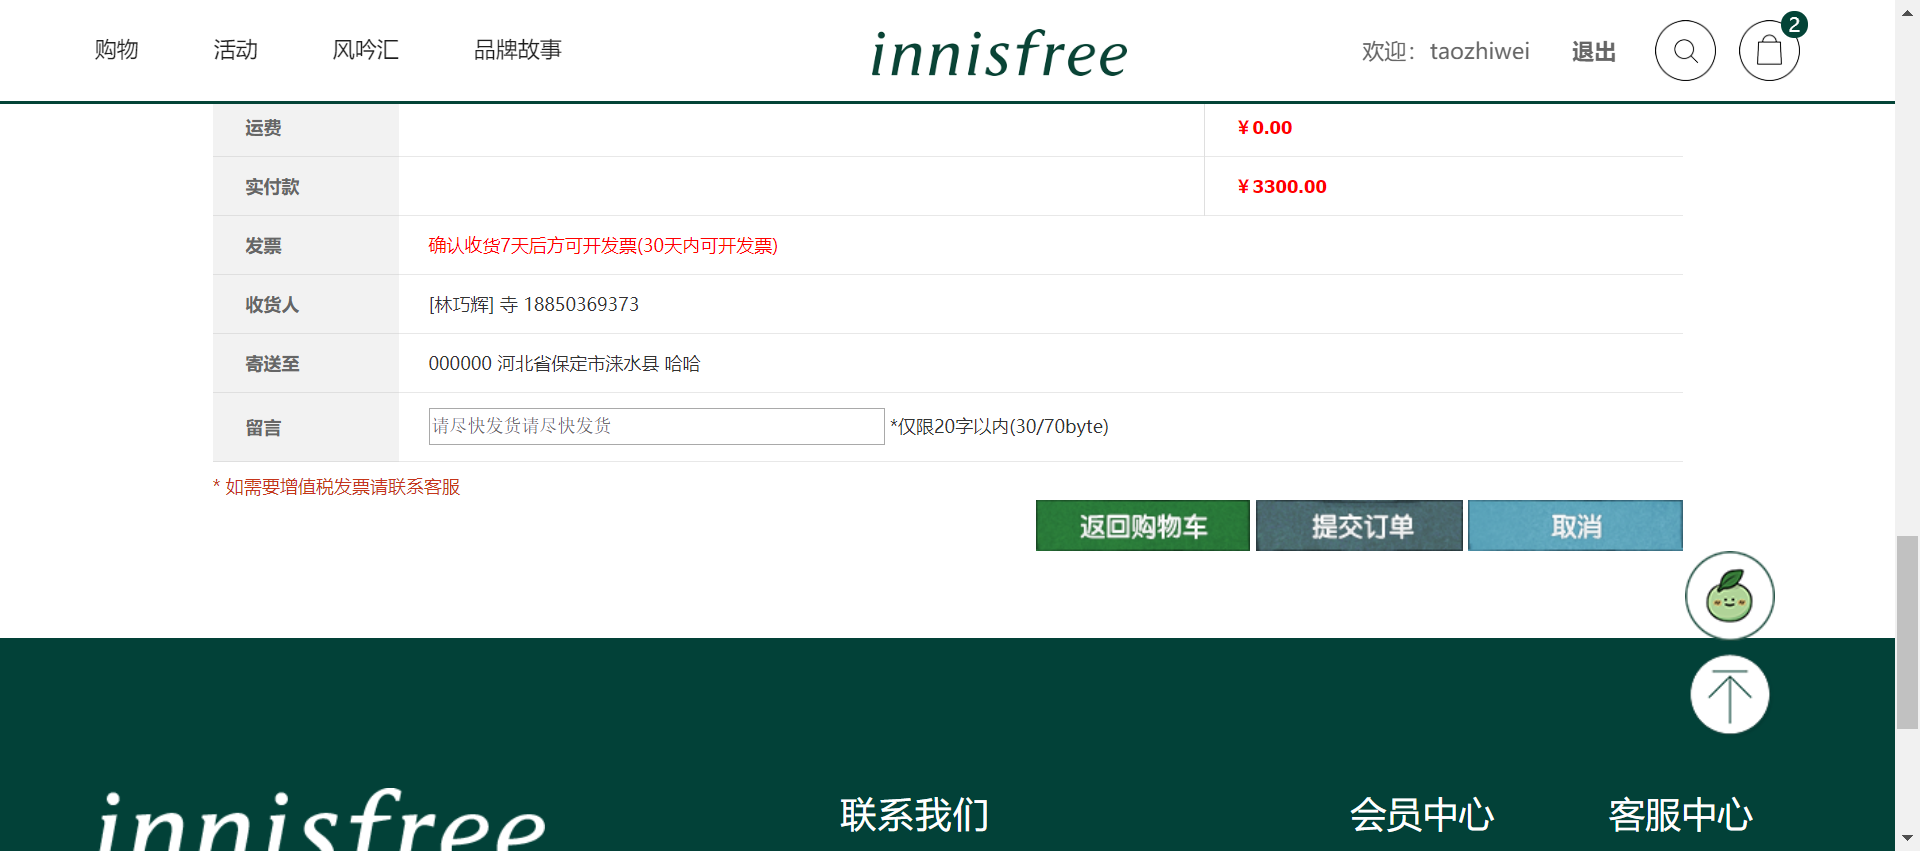 购物 活动 风吟汇 品牌故事 innisfree 欢迎：taozhiwei 退出 2
运费 ￥0.00
实付款 ￥3300.00
发票 确认收货7天后方可开发票(30天内可开发票)
收货人 [林巧辉] 寺 18850369373
寄送至 000000 河北省保定市涞水县 哈哈
留言 请尽快发货请尽快发货 *仅限20字以内(30/70byte)
* 如需要增值税发票请联系客服
返回购物车 提交订单 取消
innisfree 联系我们 会员中心 客服中心